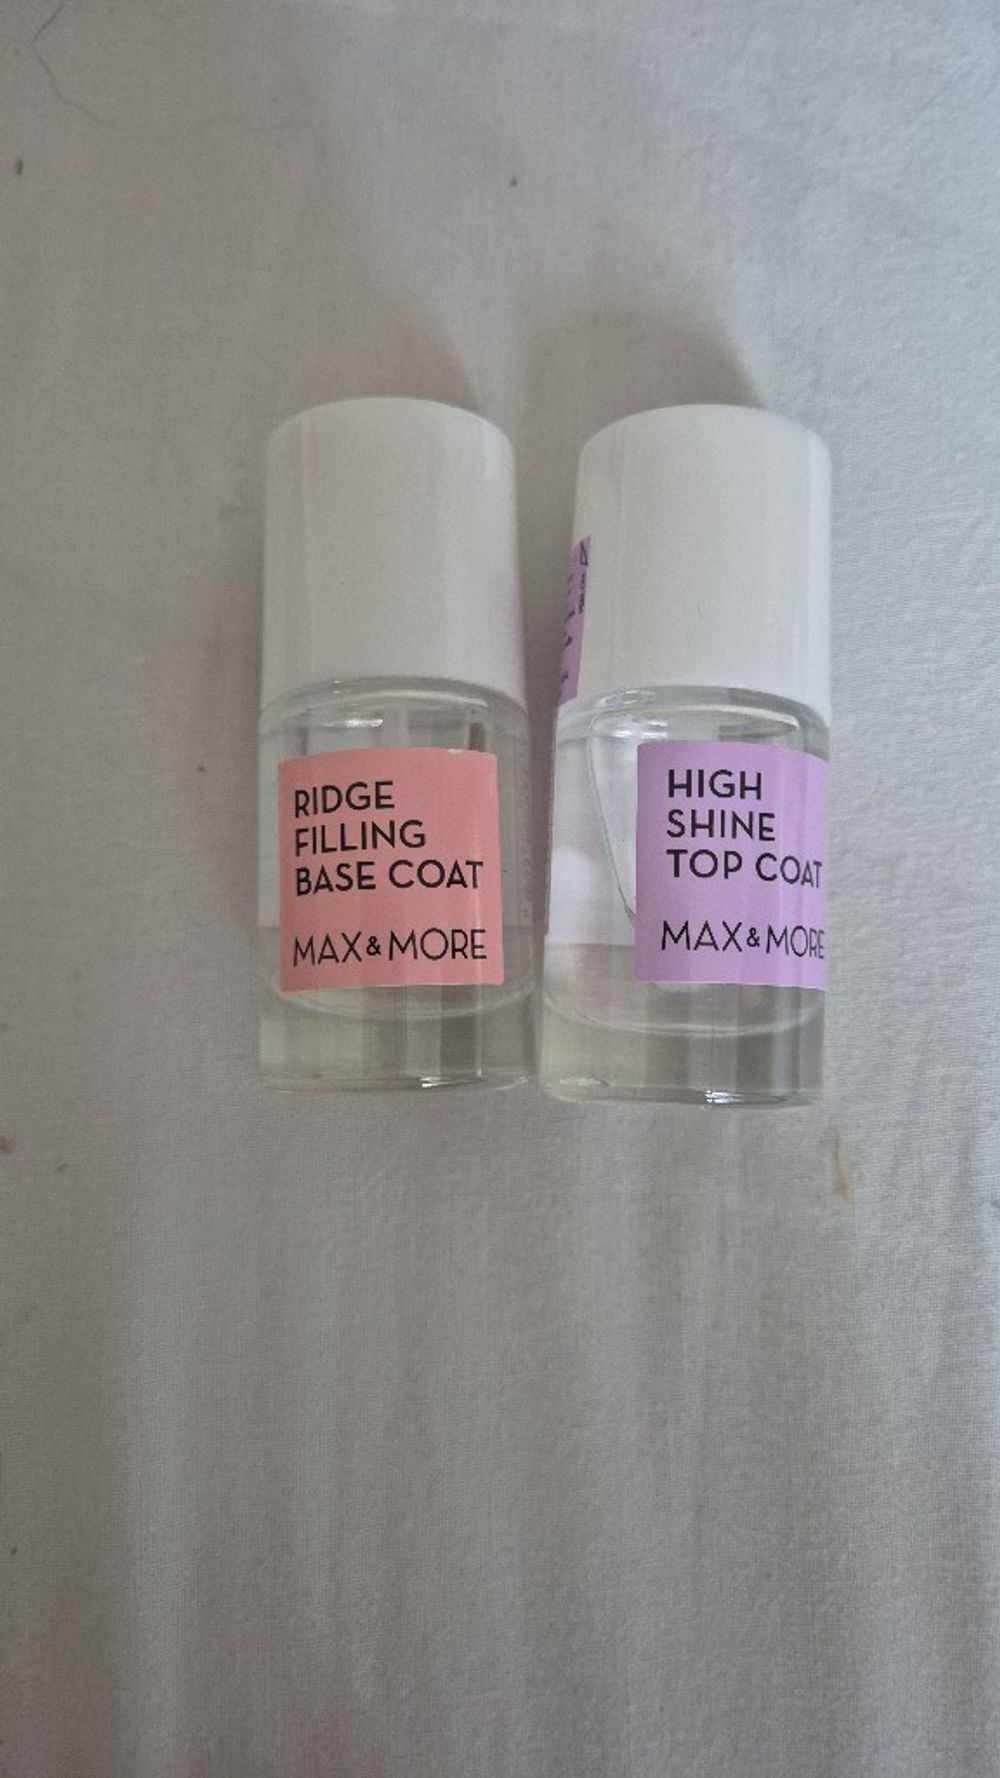 RIDGE
FILLING
BASE COAT
MAX&MORE
HIGH
SHINE
TOP COAT
MAX&MORE